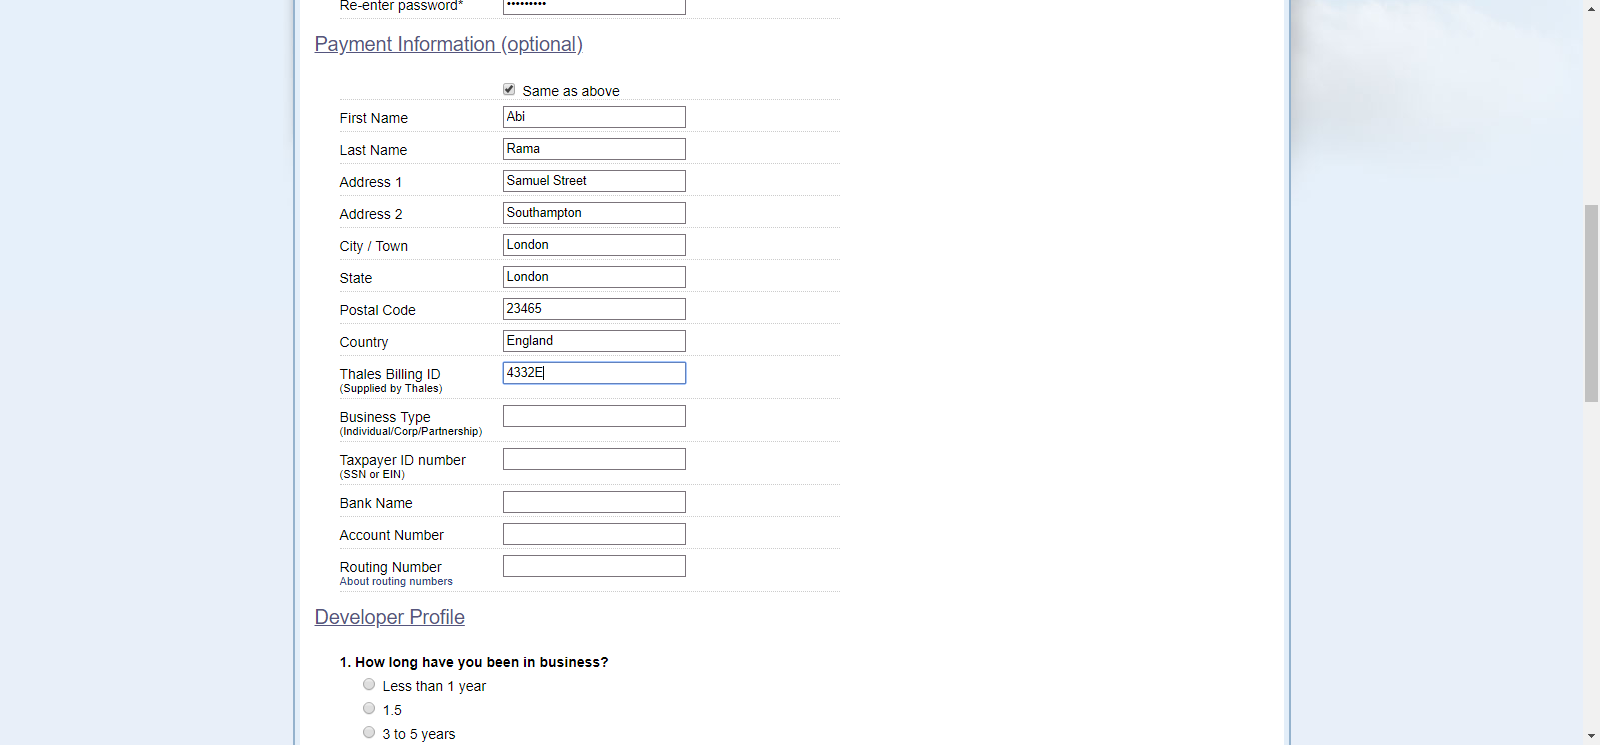 Re-enter password* •••••••••
Payment Information (optional)
Same as above
First Name Abi
Last Name Rama
Address 1 Samuel Street
Address 2 Southampton
City / Town London
State London
Postal Code 23465
Country England
Thales Billing ID 4332E
(Supplied by Thales)
Business Type
(Individual/Corp/Partnership)
Taxpayer ID number
(SSN or EIN)
Bank Name
Account Number
Routing Number
About routing numbers
Developer Profile
1. How long have you been in business?
Less than 1 year
1.5
3 to 5 years